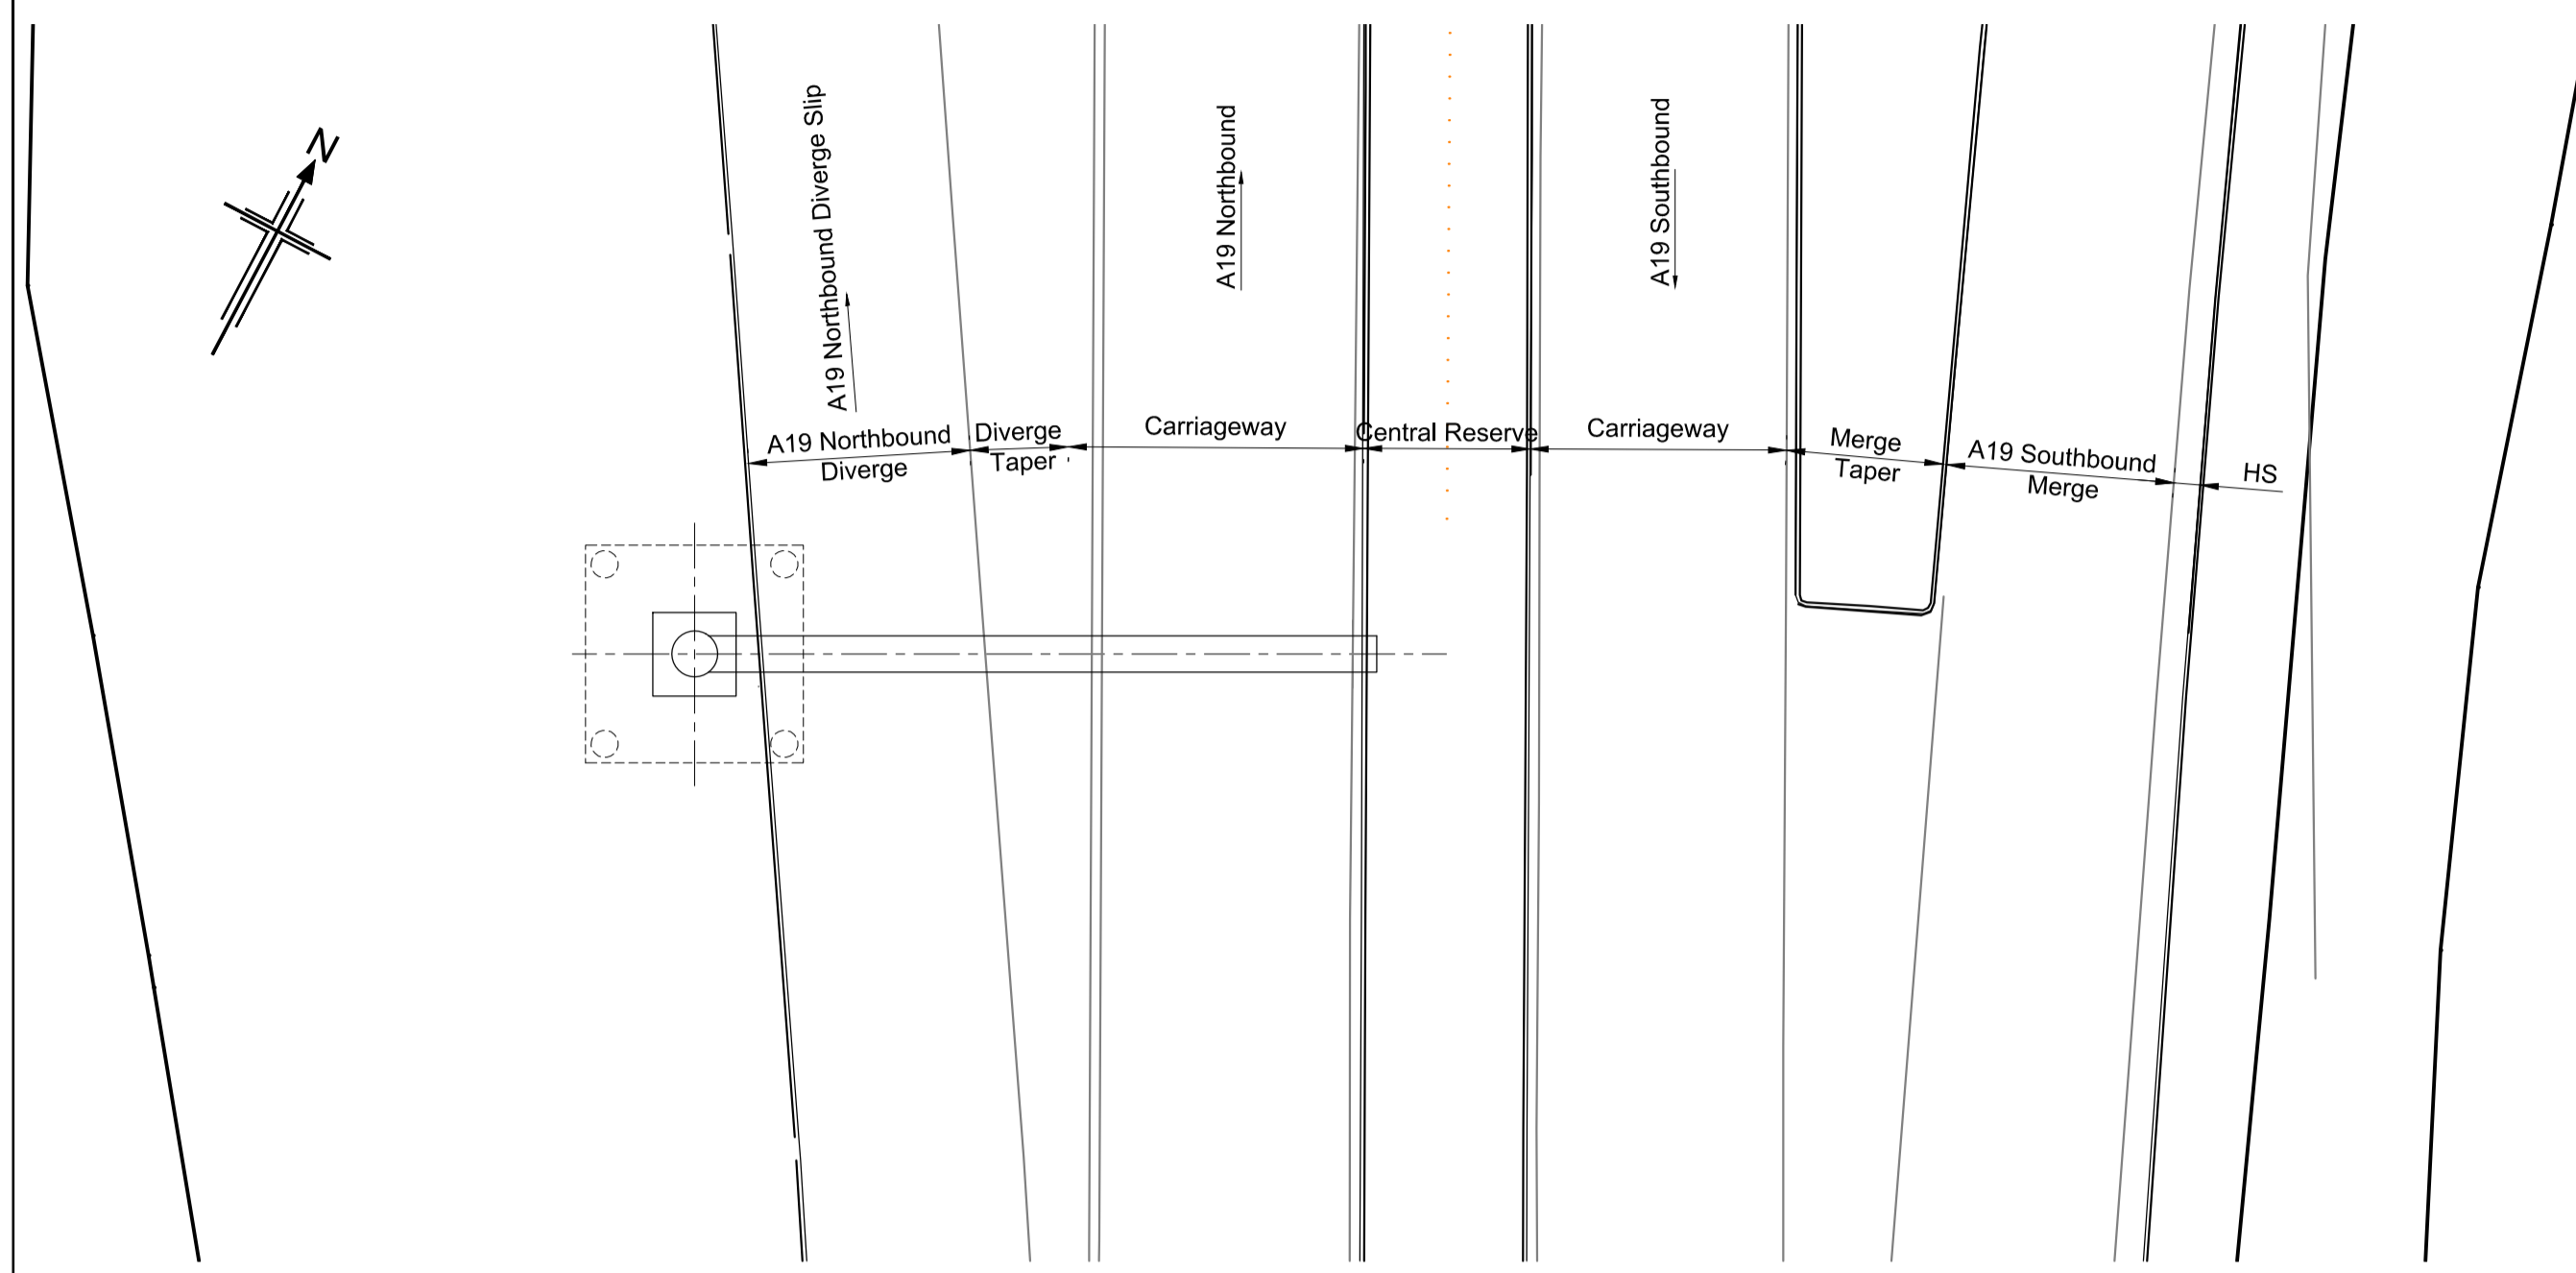 N
A19 Northbound Diverge Slip
A19 Northbound
A19 Southbound
A19 Northbound
Diverge
Diverge
Taper
Carriageway
Central Reserve
Carriageway
Merge
Taper
A19 Southbound
Merge
HS